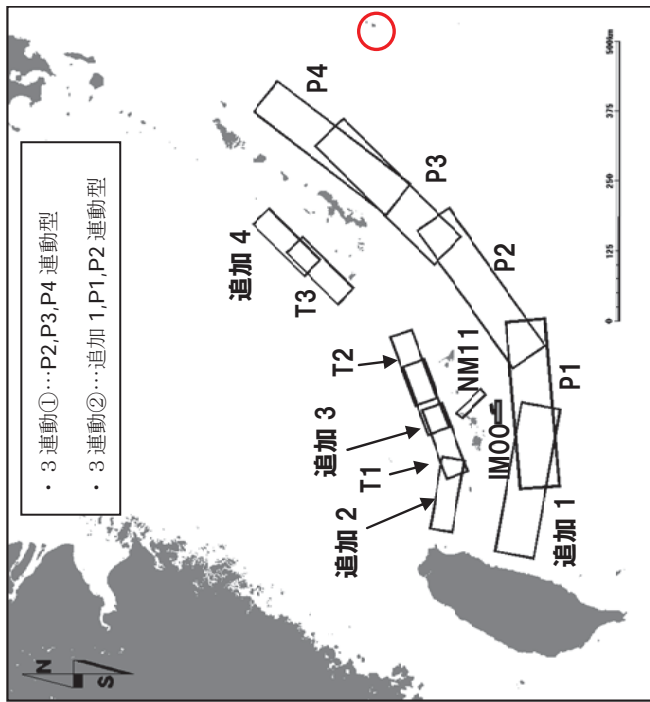 ・ 3 連動①…P2,P3,P4 連動型
・ 3 連動②…追加 1,P1,P2 連動型
N
S
P4
P3
P2
P1
追加 4
T3
T2
NM11
追加 3
IM00
T1
追加 2
追加 1
0
125
250
375
500km